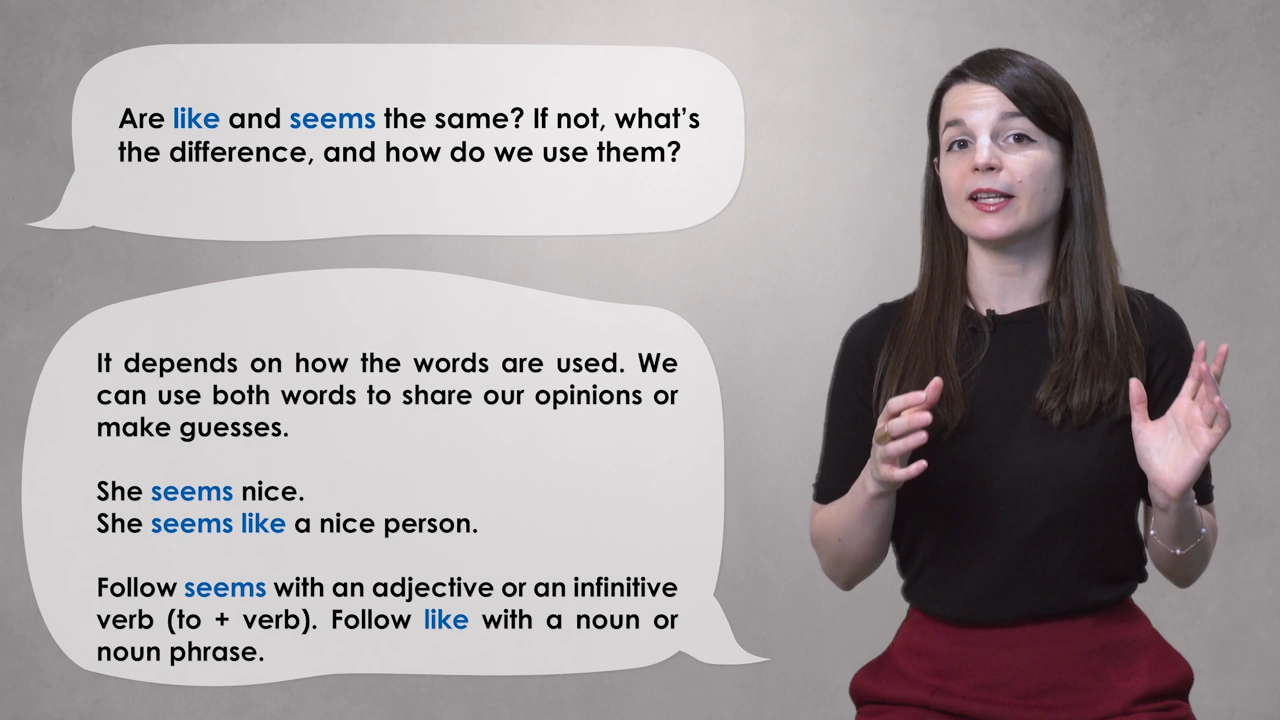 Are like and seems the same? If not, what’s
the difference, and how do we use them?
It depends on how the words are used. We
can use both words to share our opinions or
make guesses.
She seems nice.
She seems like a nice person.
Follow seems with an adjective or an infinitive
verb (to + verb). Follow like with a noun or
noun phrase.